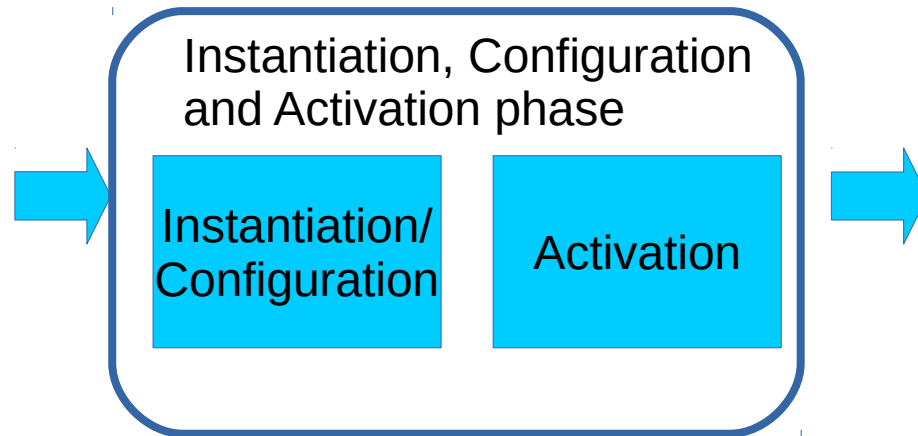 Instantiation, Configuration
and Activation phase
Instantiation/
Configuration
Activation